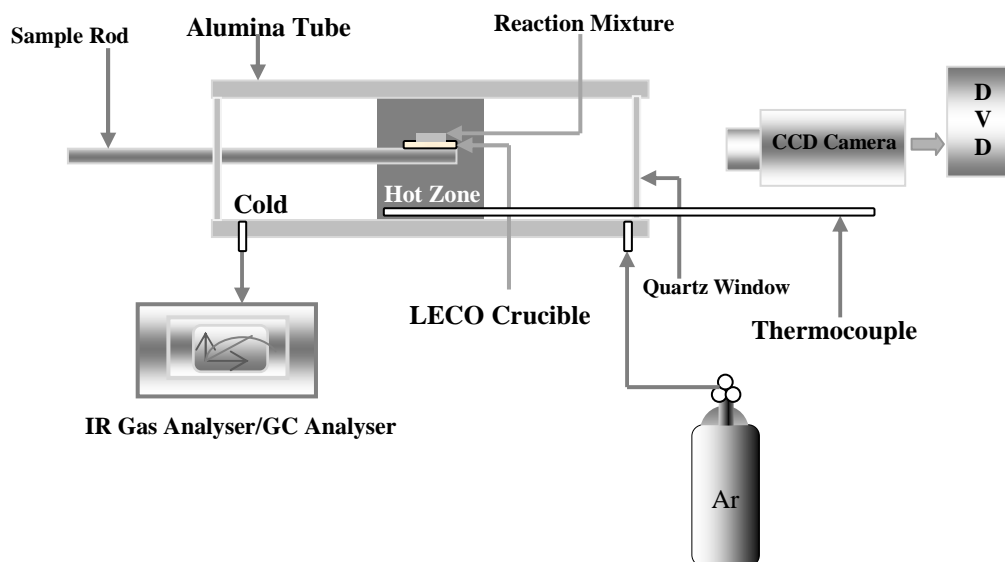 Sample Rod
Alumina Tube
Reaction Mixture
D
V
D
CCD Camera
Hot Zone
Cold
Quartz Window
LECO Crucible
Thermocouple
IR Gas Analyser/GC Analyser
Ar